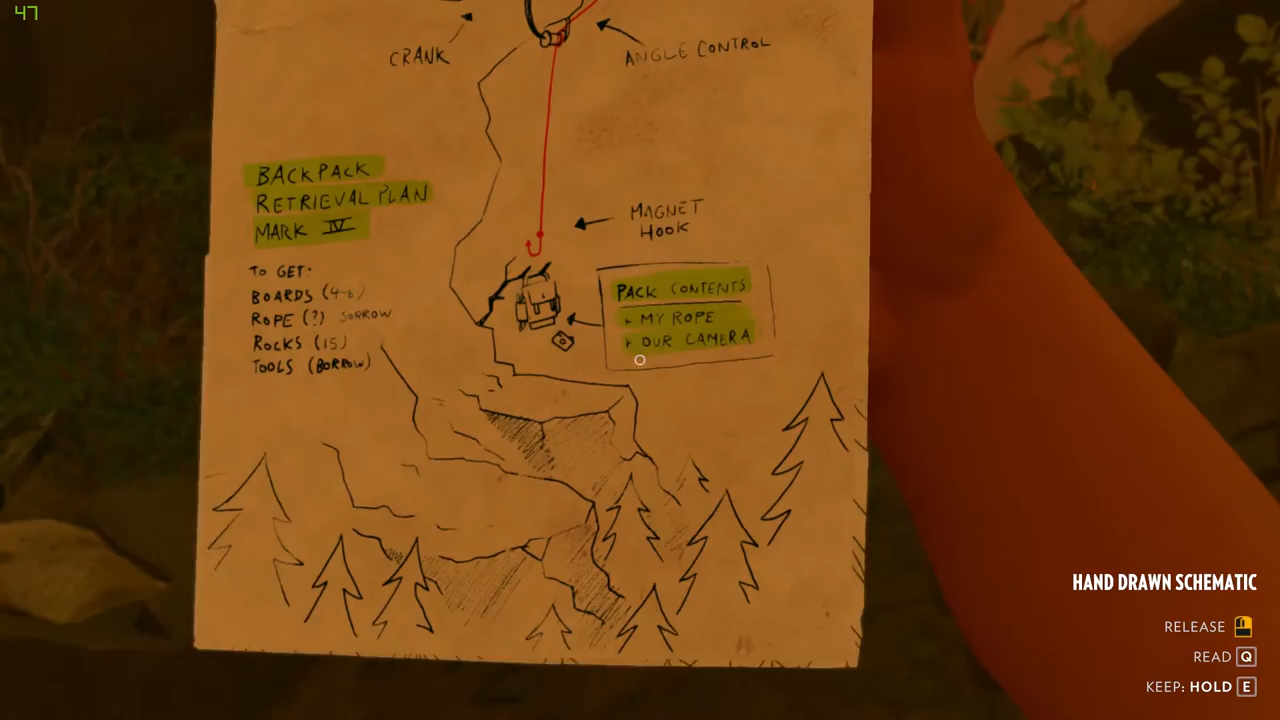 47
CRANK
ANGLE CONTROL
BACKPACK
RETRIEVAL PLAN
MARK IV
MAGNET
HOOK
TO GET:
BOARDS (4-6)
ROPE (?) BORROW
ROCKS (15)
TOOLS (BORROW)
PACK CONTENTS
+ MY ROPE
+ OUR CAMERA
HAND DRAWN SCHEMATIC
RELEASE
READ Q
KEEP: HOLD E